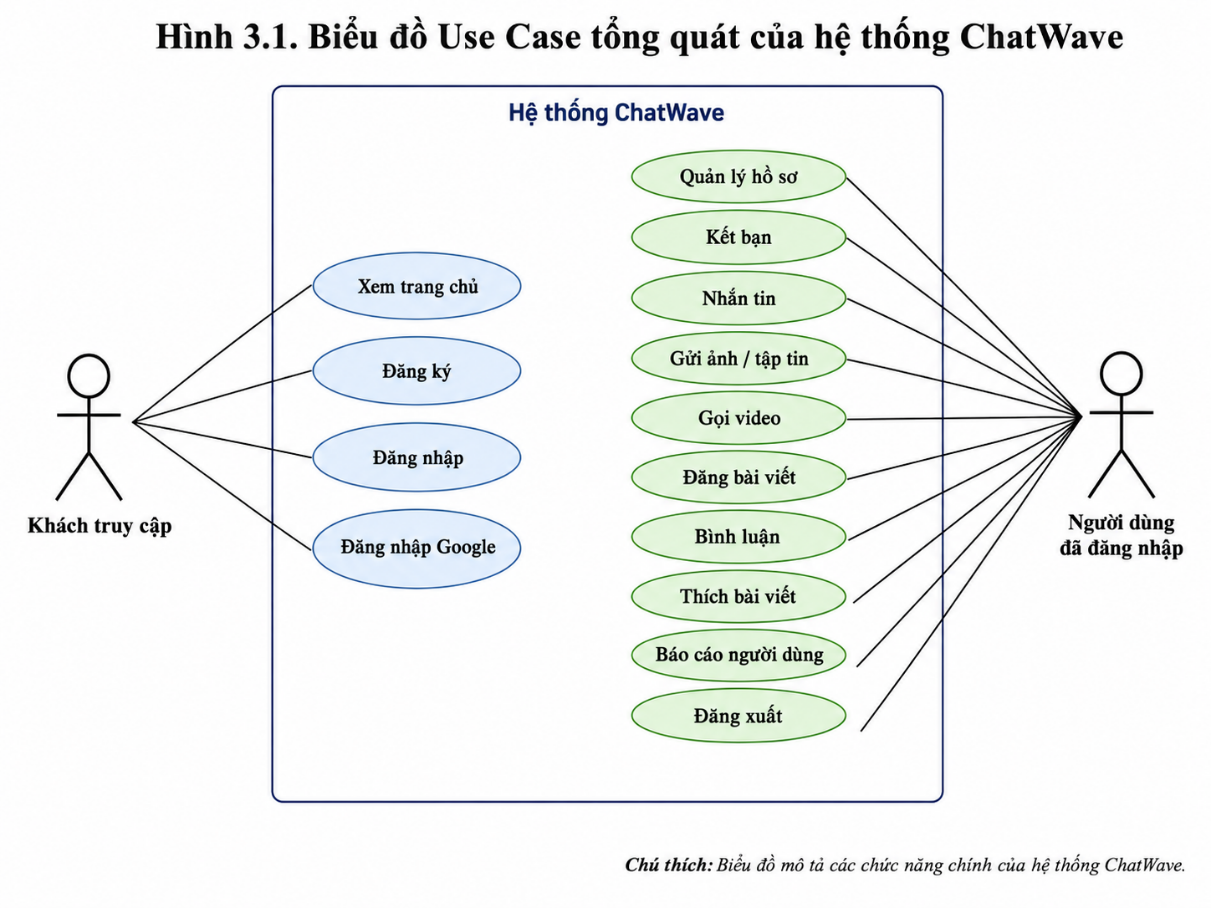 Hình 3.1. Biểu đồ Use Case tổng quát của hệ thống ChatWave
Hệ thống ChatWave
Xem trang chủ
Đăng ký
Đăng nhập
Đăng nhập Google
Khách truy cập
Quản lý hồ sơ
Kết bạn
Nhắn tin
Gửi ảnh / tập tin
Gọi video
Đăng bài viết
Bình luận
Thích bài viết
Báo cáo người dùng
Đăng xuất
Người dùng
đã đăng nhập
Chú thích: Biểu đồ mô tả các chức năng chính của hệ thống ChatWave.